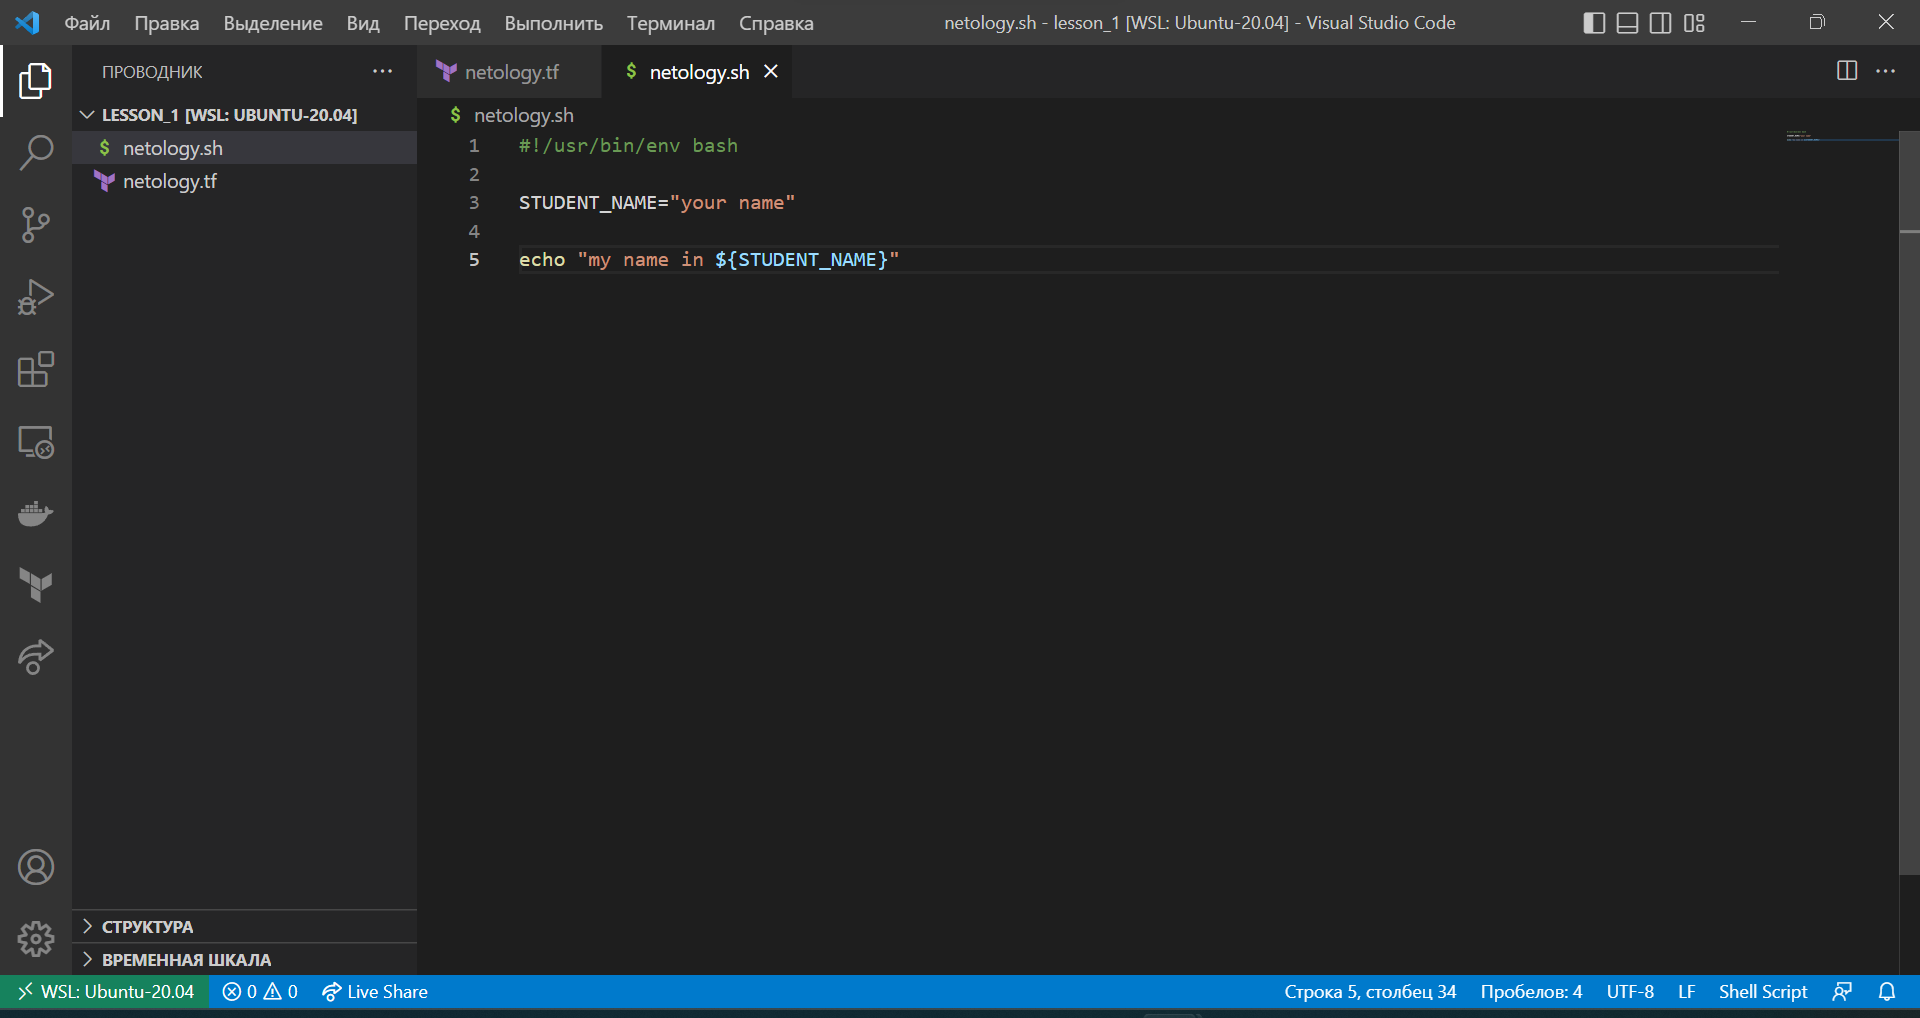 Файл Правка Выделение Вид Переход Выполнить Терминал Справка netology.sh - lesson_1 [WSL: Ubuntu-20.04] - Visual Studio Code
ПРОВОДНИК
netology.tf
$ netology.sh
LESSON_1 [WSL: UBUNTU-20.04]
$ netology.sh
netology.tf
$ netology.sh
1 #!/usr/bin/env bash
2
3 STUDENT_NAME="your name"
4
5 echo "my name in ${STUDENT_NAME}"
СТРУКТУРА
ВРЕМЕННАЯ ШКАЛА
WSL: Ubuntu-20.04 0 0 Live Share Строка 5, столбец 34 Пробелов: 4 UTF-8 LF Shell Script